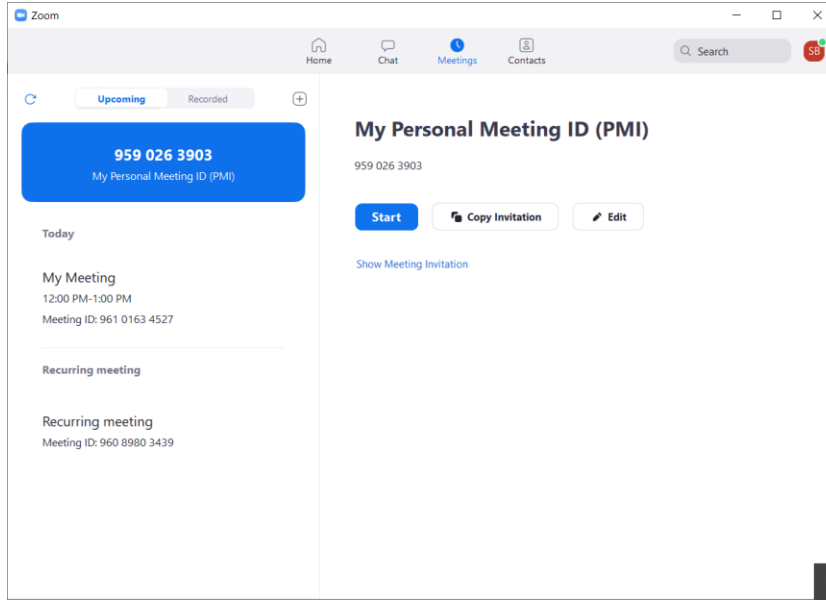 Zoom
Home
Chat
Meetings
Contacts
Search
SB
Upcoming
Recorded
959 026 3903
My Personal Meeting ID (PMI)
Today
My Meeting
12:00 PM-1:00 PM
Meeting ID: 961 0163 4527
Recurring meeting
Recurring meeting
Meeting ID: 960 8980 3439
My Personal Meeting ID (PMI)
959 026 3903
Start
Copy Invitation
Edit
Show Meeting Invitation